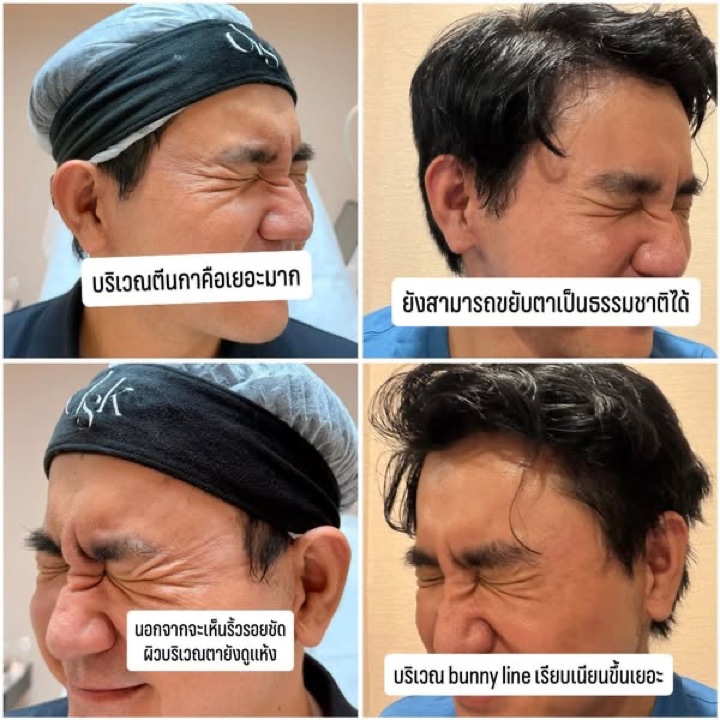 บริเวณตีนกาคือเยอะมาก
ยังสามารถขยับตาเป็นธรรมชาติได้
นอกจากจะเห็นริ้วรอยชัด
ผิวบริเวณตายังดูแห้ง
บริเวณ bunny line เรียบเนียนขึ้นเยอะ